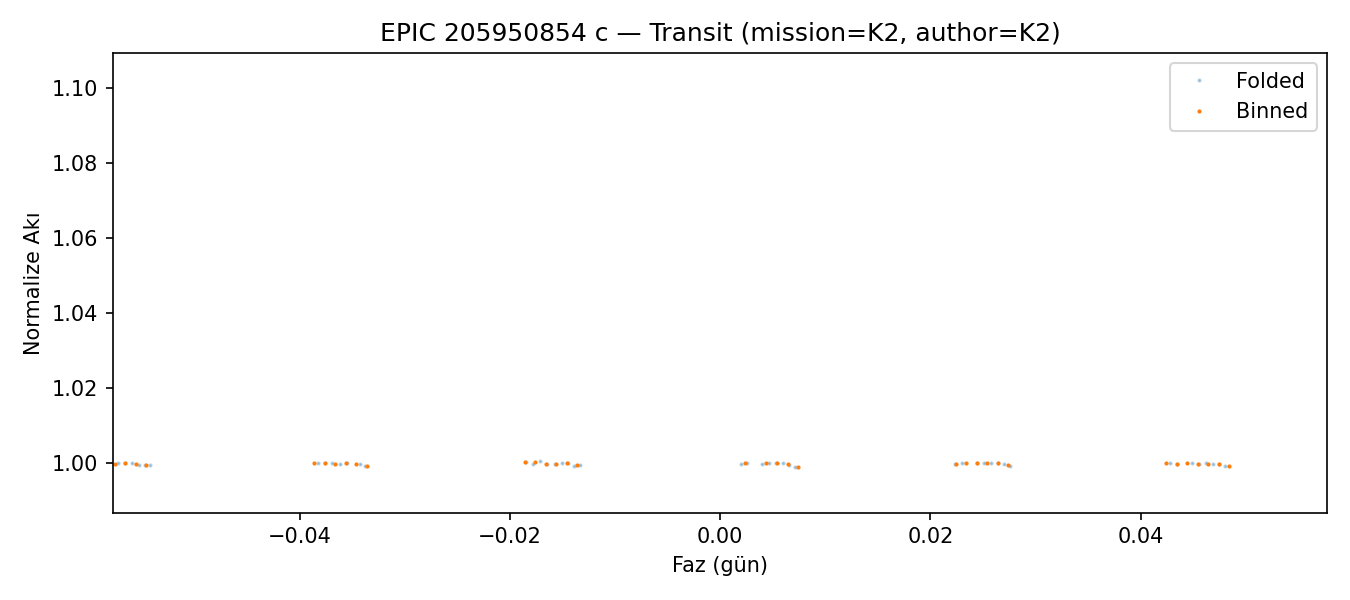 EPIC 205950854 c — Transit (mission=K2, author=K2)
Folded
Binned
Normalize Akı
1.10
1.08
1.06
1.04
1.02
1.00
−0.04
−0.02
0.00
0.02
0.04
Faz (gün)